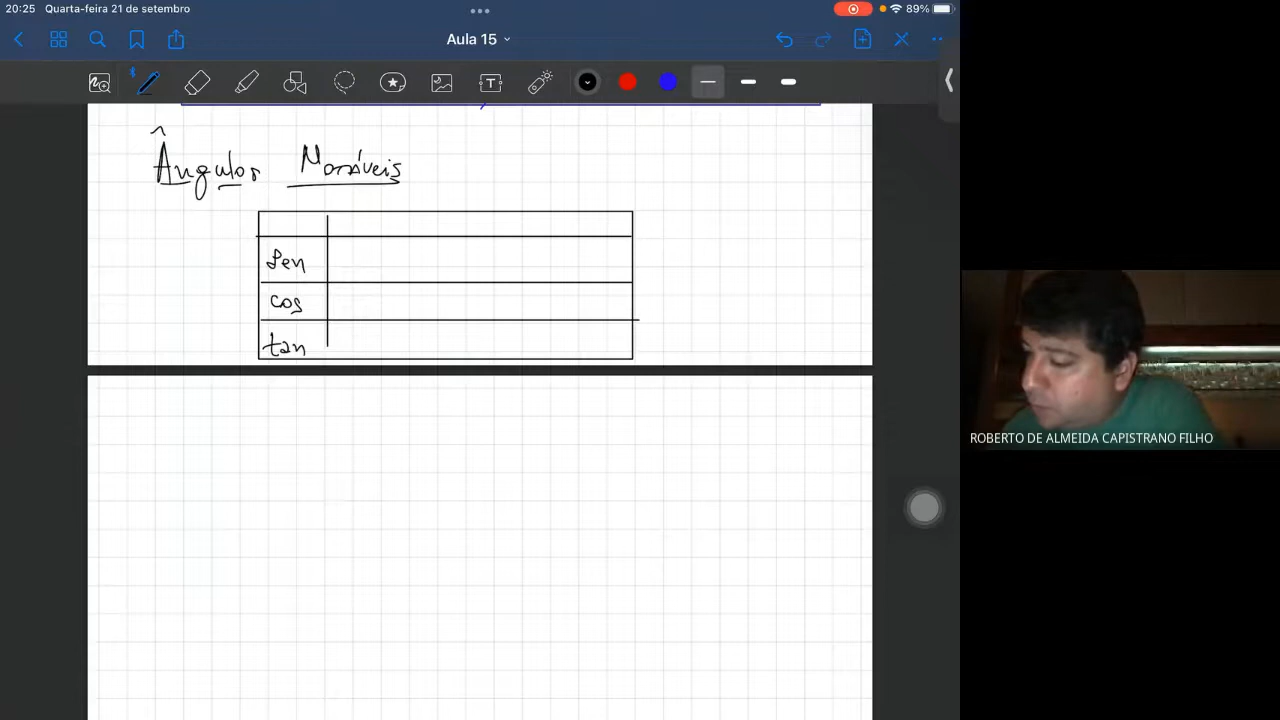 20:25 Quarta-feira 21 de setembro
89%
Aula 15
T
Ângulos Notáveis
Sen
cos
tan
ROBERTO DE ALMEIDA CAPISTRANO FILHO